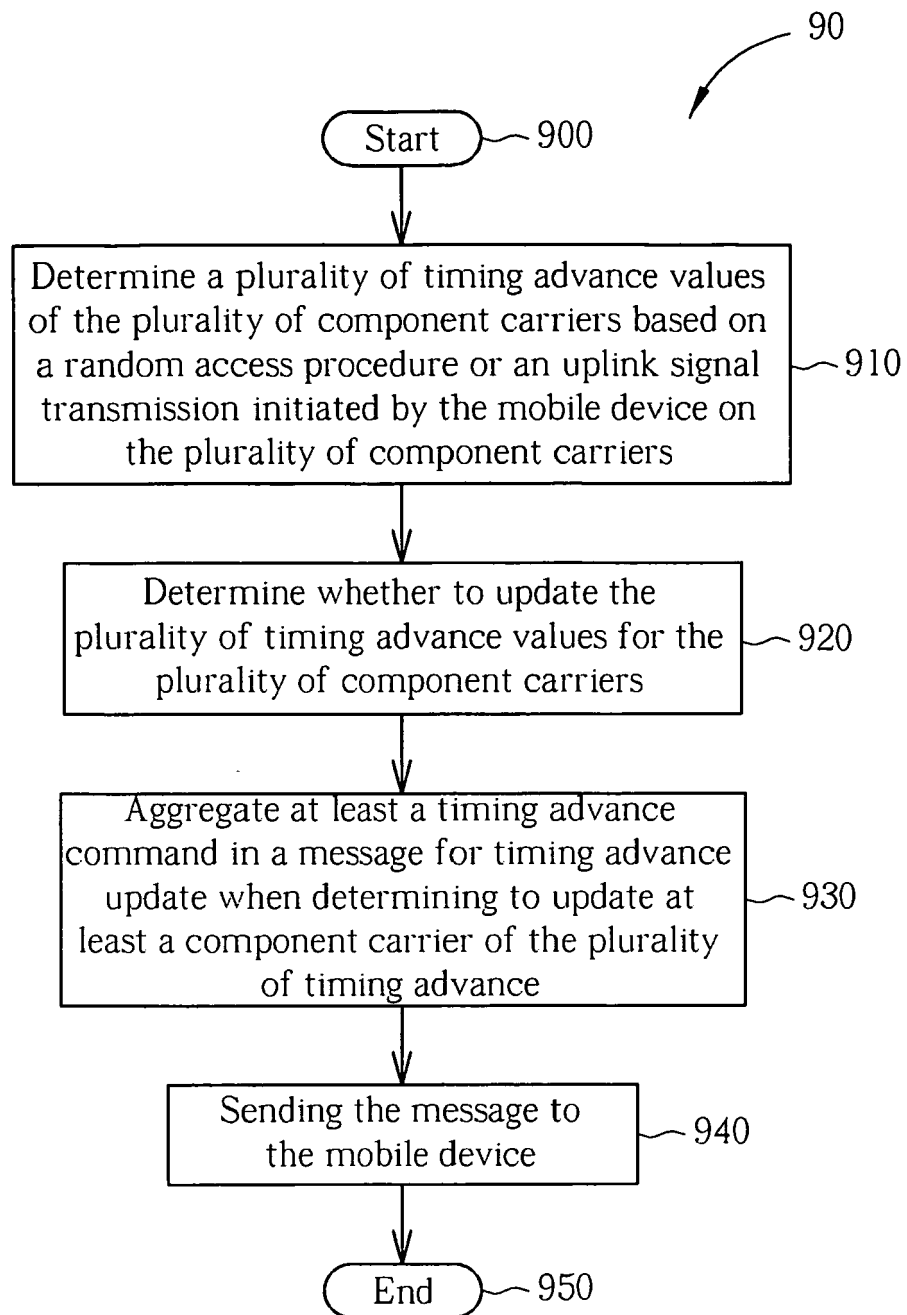 90
Start
900
Determine a plurality of timing advance values
of the plurality of component carriers based on
a random access procedure or an uplink signal
transmission initiated by the mobile device on
the plurality of component carriers
910
Determine whether to update the
plurality of timing advance values for the
plurality of component carriers
920
Aggregate at least a timing advance
command in a message for timing advance
update when determining to update at
least a component carrier of the plurality
of timing advance
930
Sending the message to
the mobile device
940
End
950